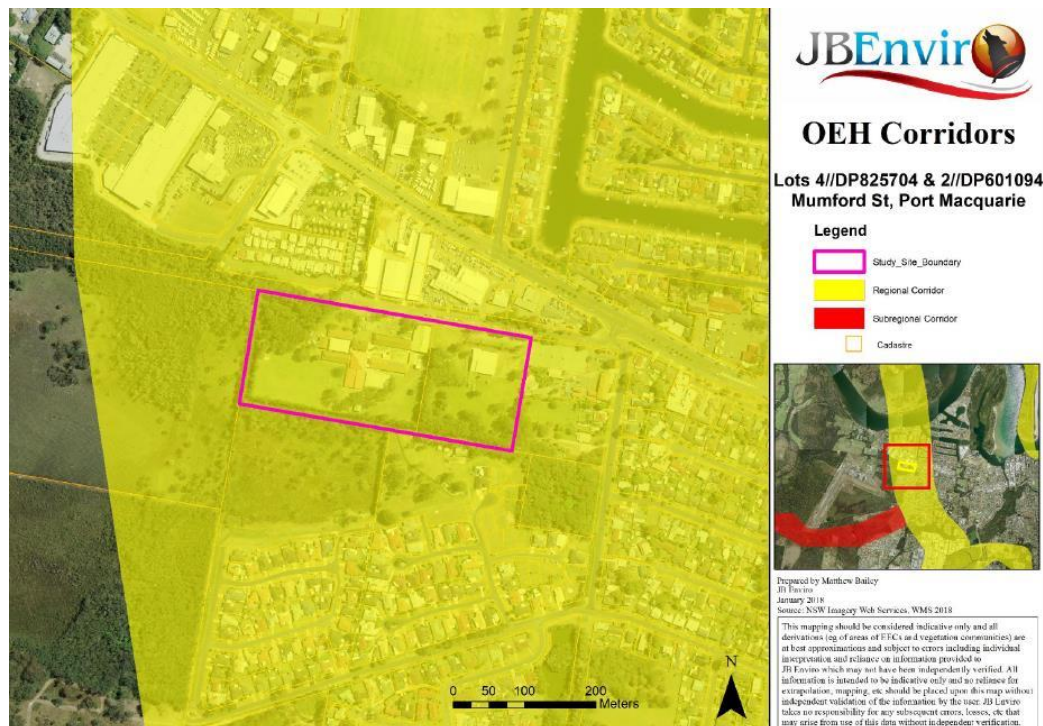 JBEnviro
OEH Corridors
Lots 4//DP825704 & 2//DP601094
Mumford St, Port Macquarie
Legend
Study_Site_Boundary
Regional Corridor
Subregional Corridor
Cadastre
Prepared by Matthew Bailey
JB Enviro
January 2018
Source: NSW Imagery Web Services, WMS 2018
This mapping should be considered indicative only and all
derivations (eg of areas of EECs and vegetation communities) are
at best approximations and subject to errors including individual
interpretation and reliance on information provided to
JB Enviro which may not have been independently verified. All
information is intended to be indicative only and no reliance for
extrapolation, mapping, etc should be placed upon this map without
independent validation of the information by the user. JB Enviro
takes no responsibility for any subsequent errors, losses, etc that
may arise from use of this data without independent verification.
N
0 50 100 200
Meters